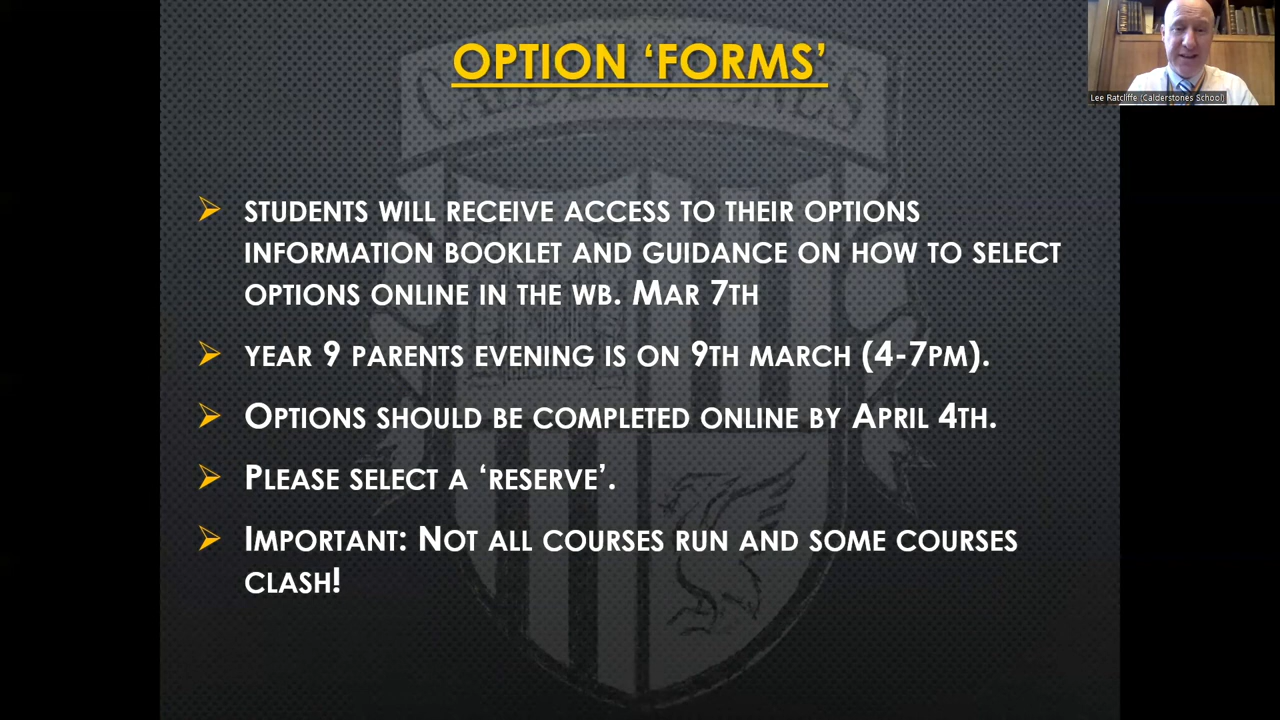 OPTION ‘FORMS’
Lee Ratcliffe (Calderstones School)
➢ STUDENTS WILL RECEIVE ACCESS TO THEIR OPTIONS
INFORMATION BOOKLET AND GUIDANCE ON HOW TO SELECT
OPTIONS ONLINE IN THE WB. MAR 7TH
➢ YEAR 9 PARENTS EVENING IS ON 9TH MARCH (4-7PM).
➢ OPTIONS SHOULD BE COMPLETED ONLINE BY APRIL 4TH.
➢ PLEASE SELECT A ‘RESERVE’.
➢ IMPORTANT: NOT ALL COURSES RUN AND SOME COURSES
CLASH!